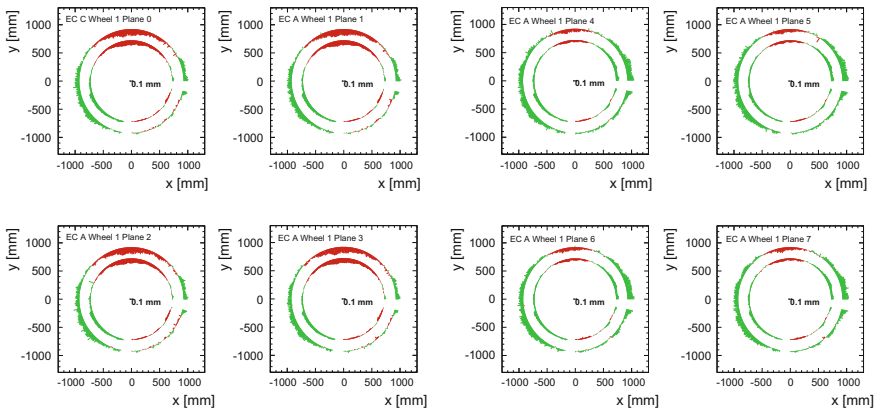 EC C Wheel 1 Plane 0
y [mm]
1000
500
0
-500
-1000
0.1 mm
-1000 -500 0 500 1000
x [mm]
EC A Wheel 1 Plane 1
y [mm]
1000
500
0
-500
-1000
0.1 mm
-1000 -500 0 500 1000
x [mm]
EC A Wheel 1 Plane 4
y [mm]
1000
500
0
-500
-1000
0.1 mm
-1000 -500 0 500 1000
x [mm]
EC A Wheel 1 Plane 5
y [mm]
1000
500
0
-500
-1000
0.1 mm
-1000 -500 0 500 1000
x [mm]
EC A Wheel 1 Plane 2
y [mm]
1000
500
0
-500
-1000
0.1 mm
-1000 -500 0 500 1000
x [mm]
EC A Wheel 1 Plane 3
y [mm]
1000
500
0
-500
-1000
0.1 mm
-1000 -500 0 500 1000
x [mm]
EC A Wheel 1 Plane 6
y [mm]
1000
500
0
-500
-1000
0.1 mm
-1000 -500 0 500 1000
x [mm]
EC A Wheel 1 Plane 7
y [mm]
1000
500
0
-500
-1000
0.1 mm
-1000 -500 0 500 1000
x [mm]